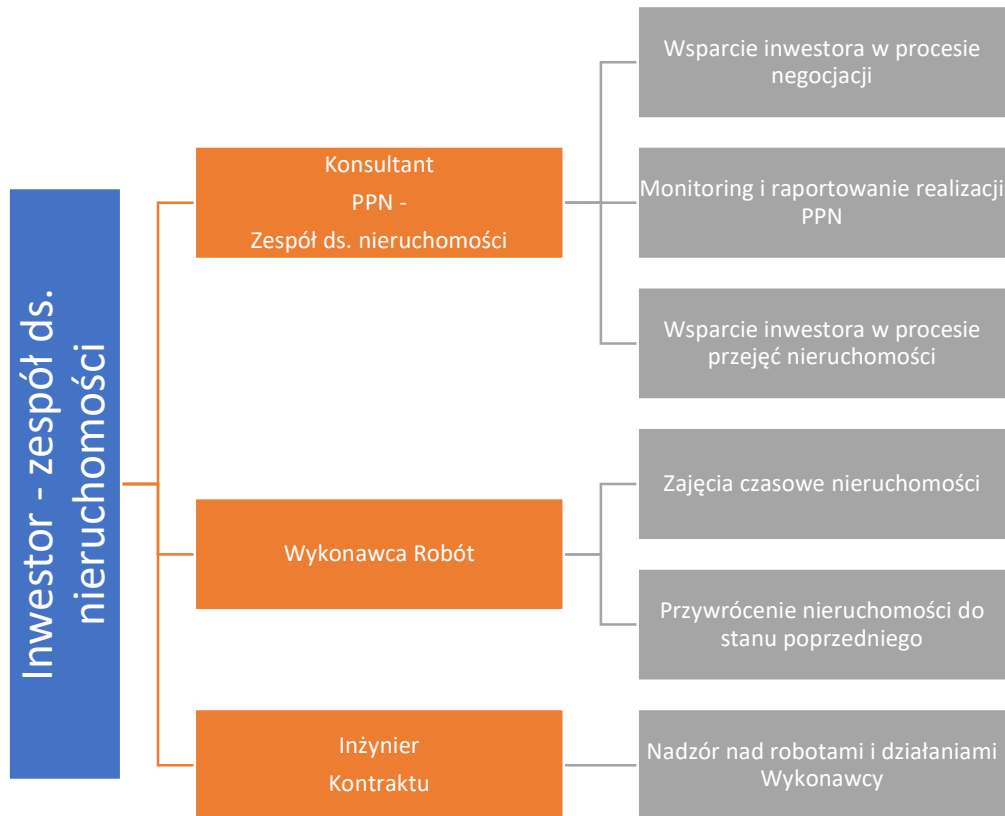 Inwestor - zespół ds.
nieruchomości
Konsultant
PPN -
Zespół ds. nieruchomości
Wsparcie inwestora w procesie
negocjacji
Monitoring i raportowanie realizacji
PPN
Wsparcie inwestora w procesie
przejęć nieruchomości
Wykonawca Robót
Zajęcia czasowe nieruchomości
Przywrócenie nieruchomości do
stanu poprzedniego
Inżynier
Kontraktu
Nadzór nad robotami i działaniami
Wykonawcy